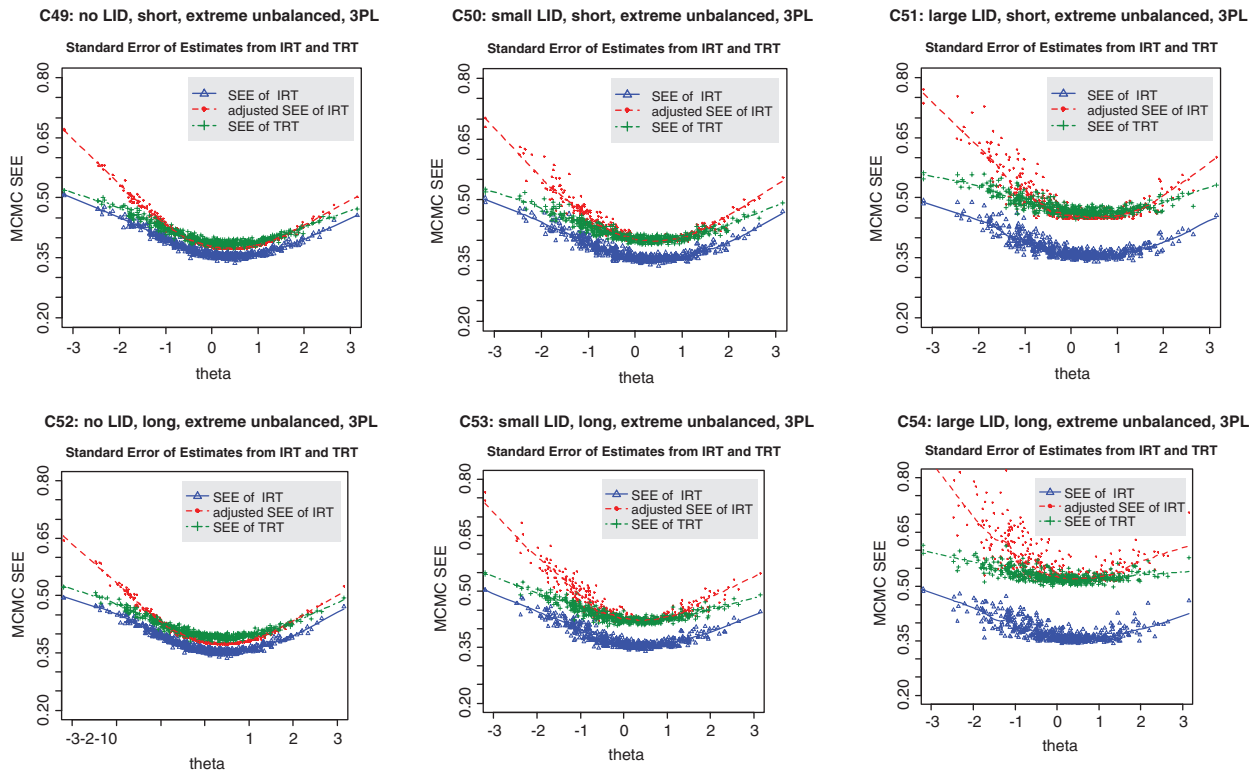 C49: no LID, short, extreme unbalanced, 3PL
Standard Error of Estimates from IRT and TRT
SEE of IRT
adjusted SEE of IRT
SEE of TRT
MCMC SEE
0.80
0.65
0.50
0.35
0.20
-3 -2 -1 0 1 2 3
theta
C50: small LID, short, extreme unbalanced, 3PL
Standard Error of Estimates from IRT and TRT
SEE of IRT
adjusted SEE of IRT
SEE of TRT
MCMC SEE
0.80
0.65
0.50
0.35
0.20
-3 -2 -1 0 1 2 3
theta
C51: large LID, short, extreme unbalanced, 3PL
Standard Error of Estimates from IRT and TRT
SEE of IRT
adjusted SEE of IRT
SEE of TRT
MCMC SEE
0.80
0.65
0.50
0.35
0.20
-3 -2 -1 0 1 2 3
theta
C52: no LID, long, extreme unbalanced, 3PL
Standard Error of Estimates from IRT and TRT
SEE of IRT
adjusted SEE of IRT
SEE of TRT
MCMC SEE
0.80
0.65
0.50
0.35
0.20
-3-2-10 1 2 3
theta
C53: small LID, long, extreme unbalanced, 3PL
Standard Error of Estimates from IRT and TRT
SEE of IRT
adjusted SEE of IRT
SEE of TRT
MCMC SEE
0.80
0.65
0.50
0.35
0.20
-3 -2 -1 0 1 2 3
theta
C54: large LID, long, extreme unbalanced, 3PL
Standard Error of Estimates from IRT and TRT
SEE of IRT
adjusted SEE of IRT
SEE of TRT
MCMC SEE
0.80
0.65
0.50
0.35
0.20
-3 -2 -1 0 1 2 3
theta